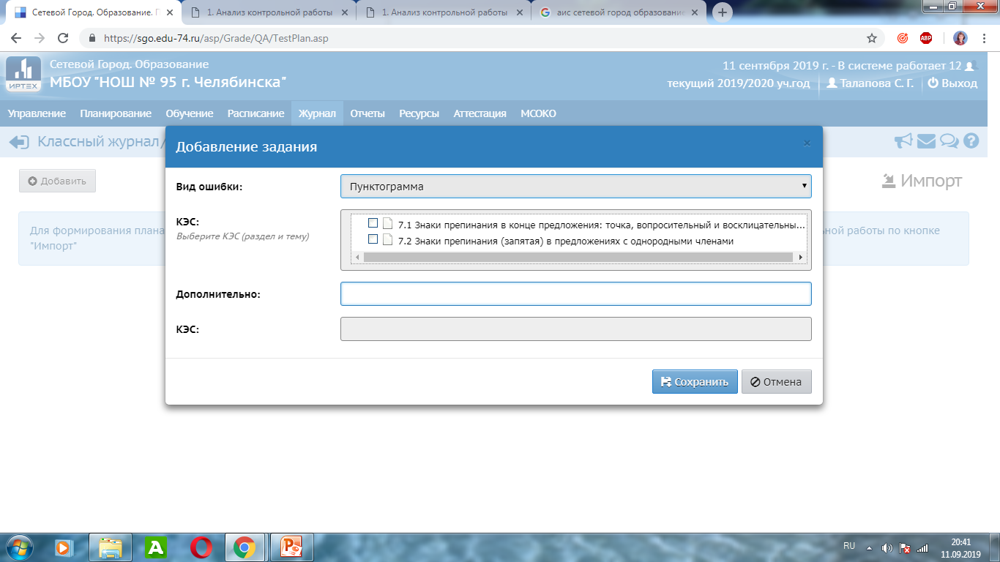 Сетевой Город. Образование. П
1. Анализ контрольной работы
1. Анализ контрольной работы
аис сетевой город образование
https://sgo.edu-74.ru/asp/Grade/QA/TestPlan.asp
ABP
ИРТЕХ
Сетевой Город. Образование
МБОУ "НОШ № 95 г. Челябинска"
11 сентября 2019 г. - В системе работает 12
текущий 2019/2020 уч.год
Талапова С. Г.
Выход
Управление Планирование Обучение Расписание Журнал Отчеты Ресурсы Аттестация МСОКО
Классный журнал /
Добавить
Импорт
Для формирования плана
ьной работы по кнопке
"Импорт"
Добавление задания
Вид ошибки:
Пунктограмма
КЭС:
Выберите КЭС (раздел и тему)
7.1 Знаки препинания в конце предложения: точка, вопросительный и восклицательны...
7.2 Знаки препинания (запятая) в предложениях с однородными членами
Дополнительно:
КЭС:
Сохранить
Отмена
RU
20:41
11.09.2019